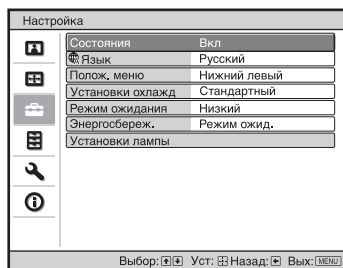 Настройка
Состояния Вкл
Язык Русский
Полож. меню Нижний левый
Установки охлажд Стандартный
Режим ожидания Низкий
Энергосбереж. Режим ожид.
Установки лампы
Выбор: Уст: Назад: Вых: MENU